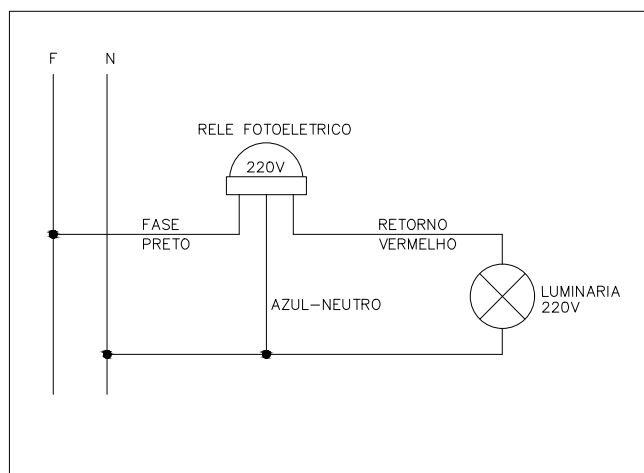 F
N
RELE FOTOELETRICO
220V
FASE
PRETO
RETORNO
VERMELHO
AZUL-NEUTRO
LUMINARIA
220V